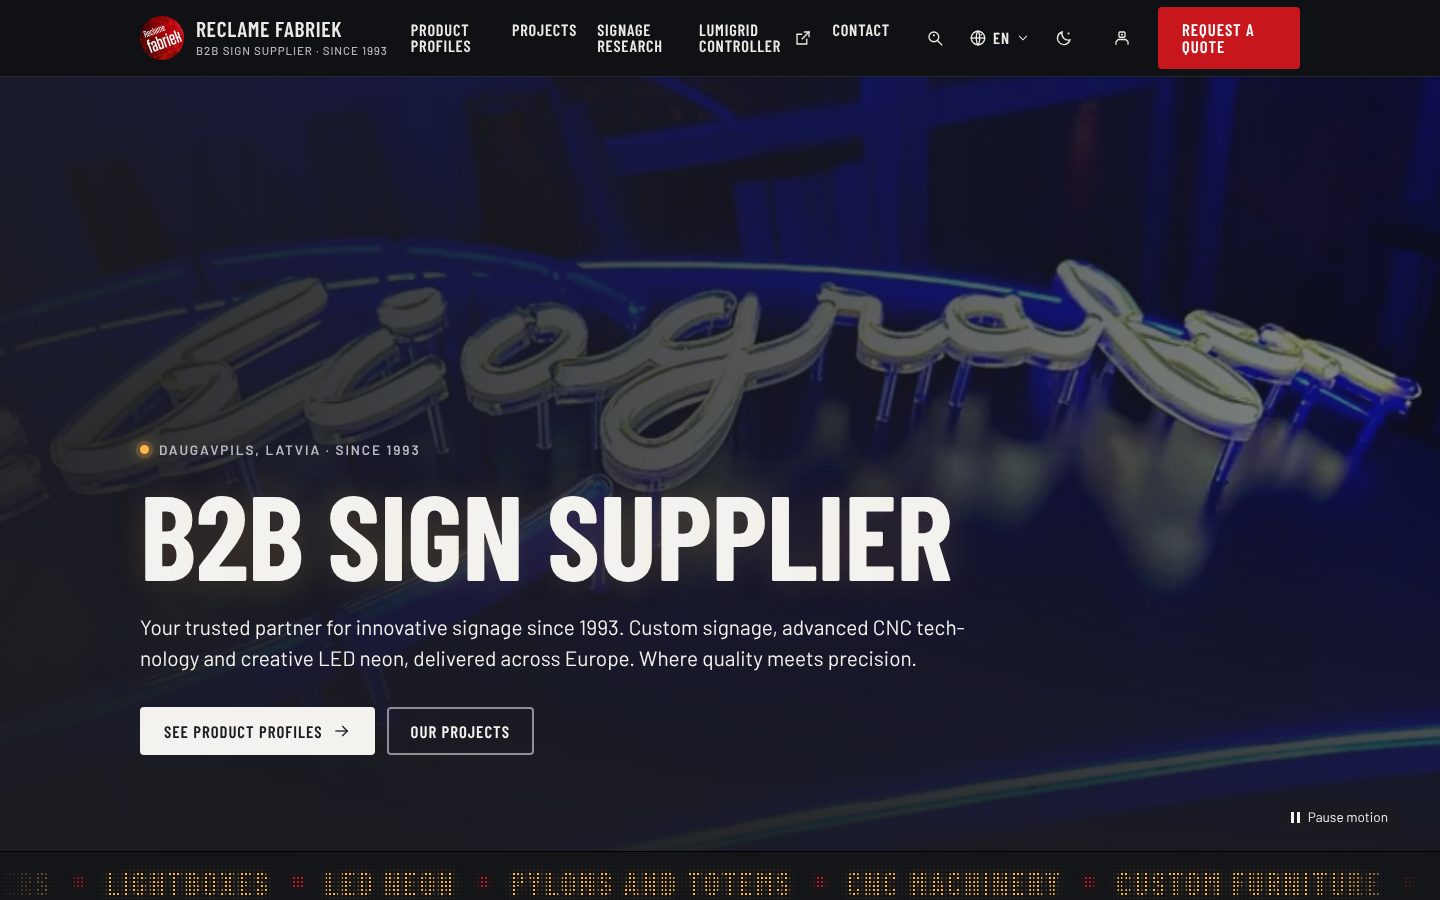 Reclame fabriek
RECLAME FABRIEK
B2B SIGN SUPPLIER · SINCE 1993
PRODUCT PROFILES
PROJECTS
SIGNAGE RESEARCH
LUMIGRID CONTROLLER
CONTACT
EN
REQUEST A QUOTE
DAUGAVPILS, LATVIA · SINCE 1993
B2B SIGN SUPPLIER
Your trusted partner for innovative signage since 1993. Custom signage, advanced CNC tech-
nology and creative LED neon, delivered across Europe. Where quality meets precision.
SEE PRODUCT PROFILES
OUR PROJECTS
Pause motion
LIGHTBOXES LED NEON PYLONS AND TOTEMS CNC MACHINERY CUSTOM FURNITURE